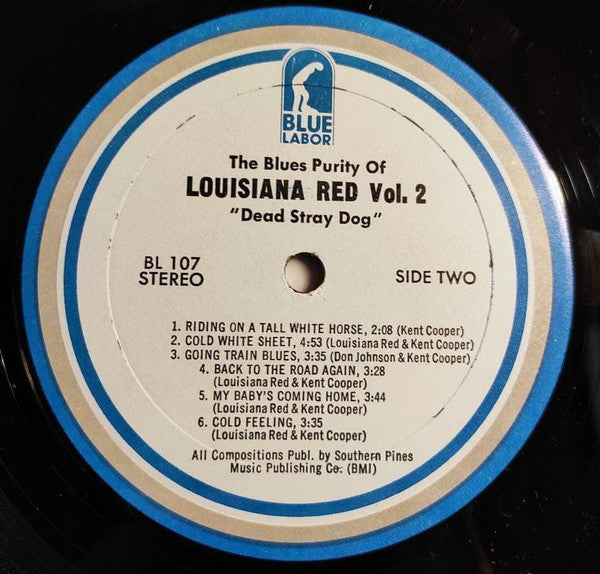 BLUE
LABOR
The Blues Purity Of
LOUISIANA RED Vol. 2
"Dead Stray Dog"
BL 107
STEREO
SIDE TWO
1. RIDING ON A TALL WHITE HORSE, 2:08 (Kent Cooper)
2. COLD WHITE SHEET, 4:53 (Louisiana Red & Kent Cooper)
3. GOING TRAIN BLUES, 3:35 (Don Johnson & Kent Cooper)
4. BACK TO THE ROAD AGAIN, 3:28
(Louisiana Red & Kent Cooper)
5. MY BABY'S COMING HOME, 3:44
(Louisiana Red & Kent Cooper)
6. COLD FEELING, 3:35
(Louisiana Red & Kent Cooper)
All Compositions Publ. by Southern Pines
Music Publishing Co. (BMI)